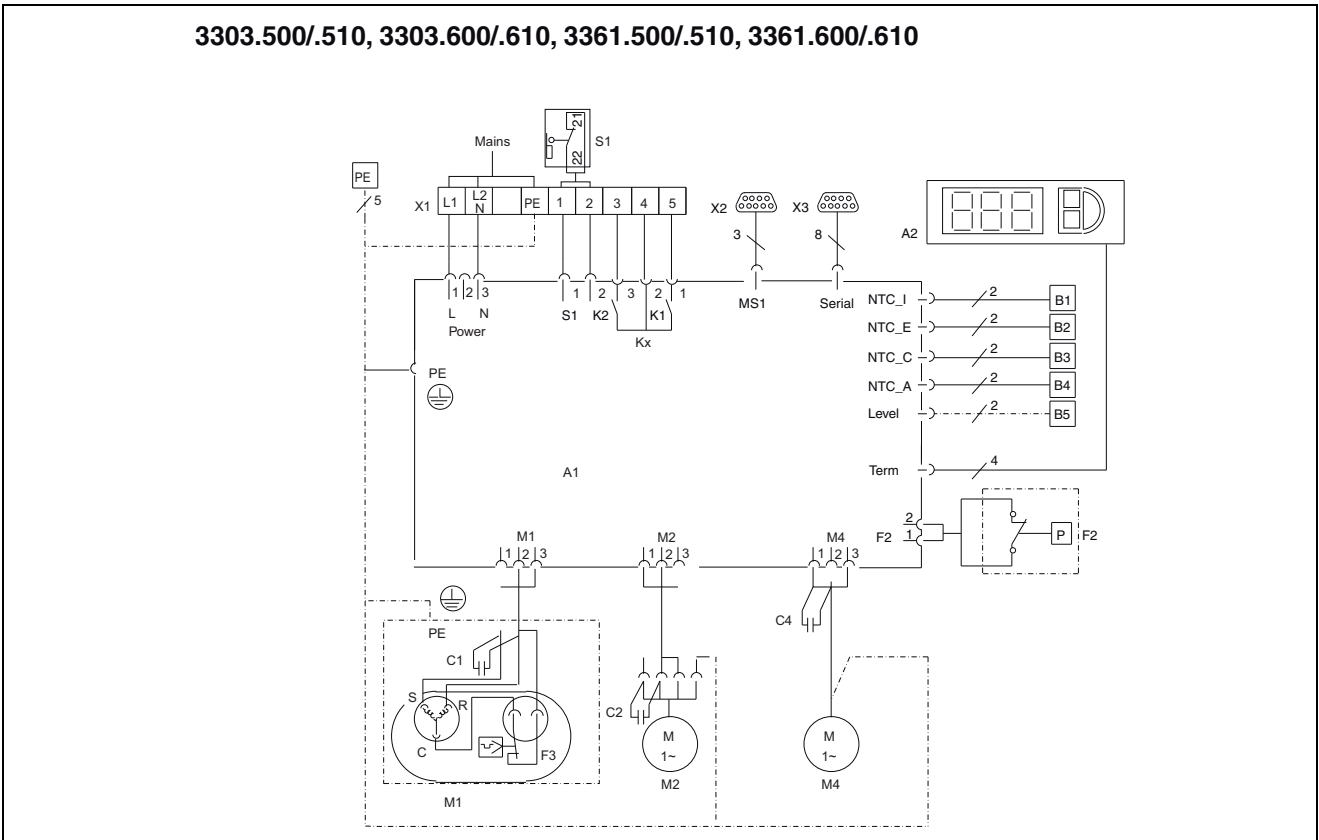 3303.500/.510, 3303.600/.610, 3361.500/.510, 3361.600/.610
Mains
21
22
S1
PE
5
X1
L1
L2
N
PE
1
2
3
4
5
X2
3
X3
8
A2
1
2
3
L
N
Power
1
2
3
2
1
S1
K2
K1
Kx
MS1
Serial
NTC_I
2
B1
NTC_E
2
B2
NTC_C
2
B3
NTC_A
2
B4
Level
2
B5
Term
4
PE
A1
2
1
F2
P
F2
M1
1 2 3
M2
1 2 3
M4
1 2 3
PE
C1
S
R
C
F3
M1
C2
M
1~
M2
C4
M
1~
M4